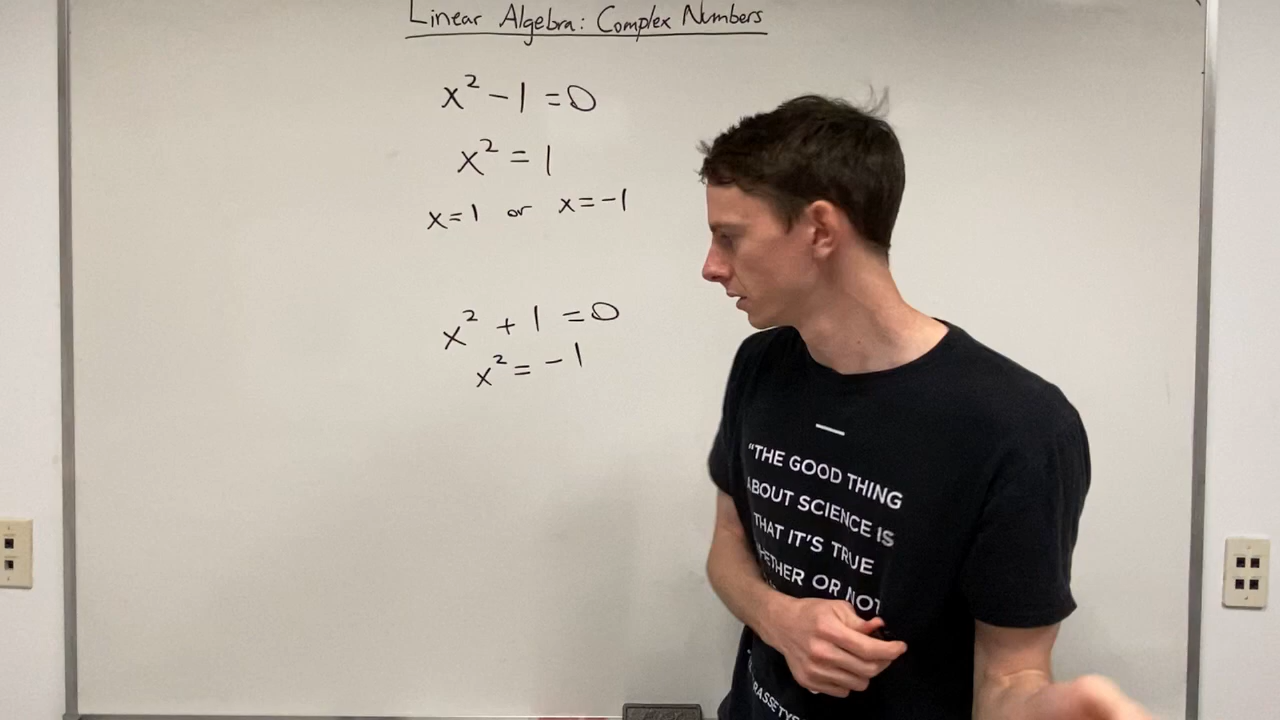 Linear Algebra: Complex Numbers
x² - 1 = 0
x² = 1
x = 1 or x = -1
x² + 1 = 0
x² = -1
"THE GOOD THING
ABOUT SCIENCE IS
THAT IT'S TRUE
WHETHER OR NOT